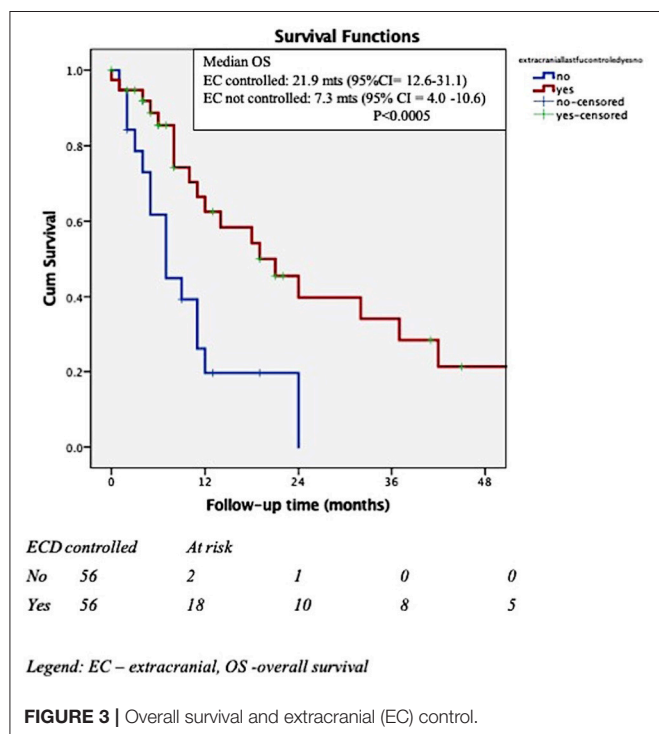 Survival Functions
Median OS
EC controlled: 21.9 mts (95%CI= 12.6-31.1)
EC not controlled: 7.3 mts (95% CI = 4.0 -10.6)
P<0.0005
extracraniallastfucontroledyesno
no
yes
no-censored
yes-censored
Cum Survival
1.0
0.8
0.6
0.4
0.2
0.0
0 12 24 36 48
Follow-up time (months)
ECD controlled At risk
No 56 2 1 0 0
Yes 56 18 10 8 5
Legend: EC – extracranial, OS -overall survival
FIGURE 3 | Overall survival and extracranial (EC) control.